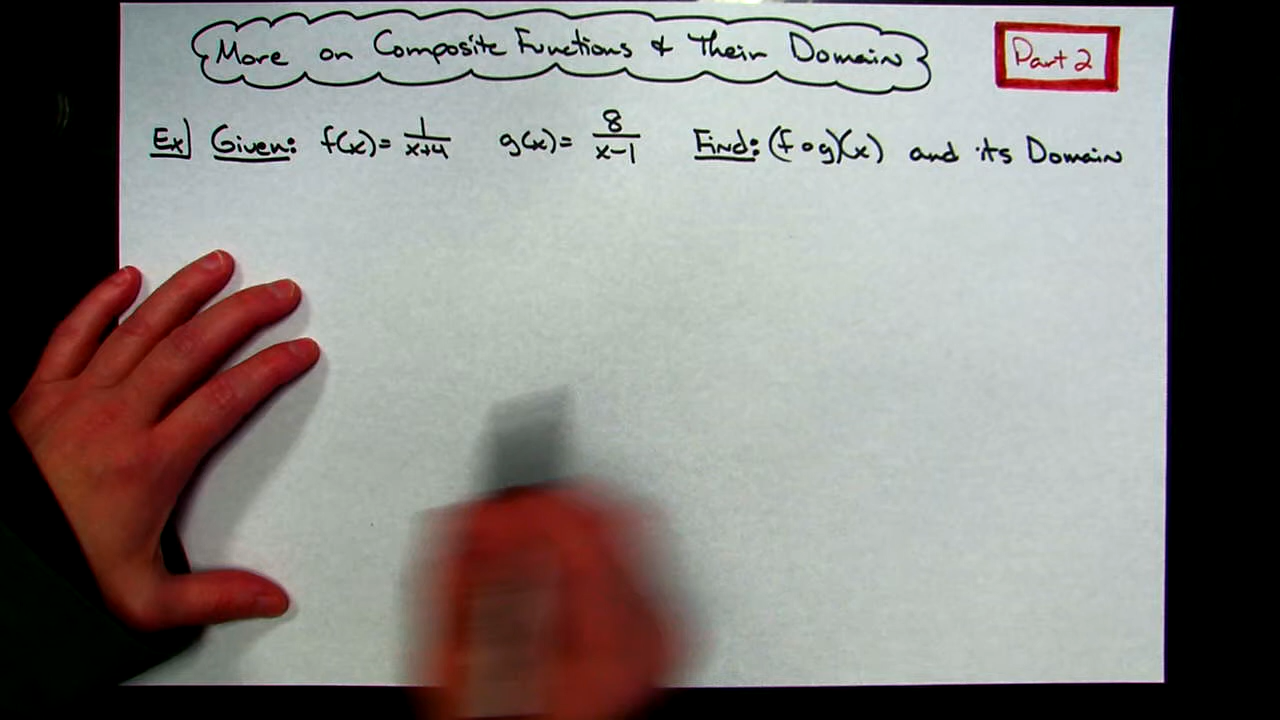 More on Composite Functions & Their Domain
Part 2
Ex] Given: f(x)= 1/(x+4) g(x)= 8/(x-1) Find: (f∘g)(x) and its Domain